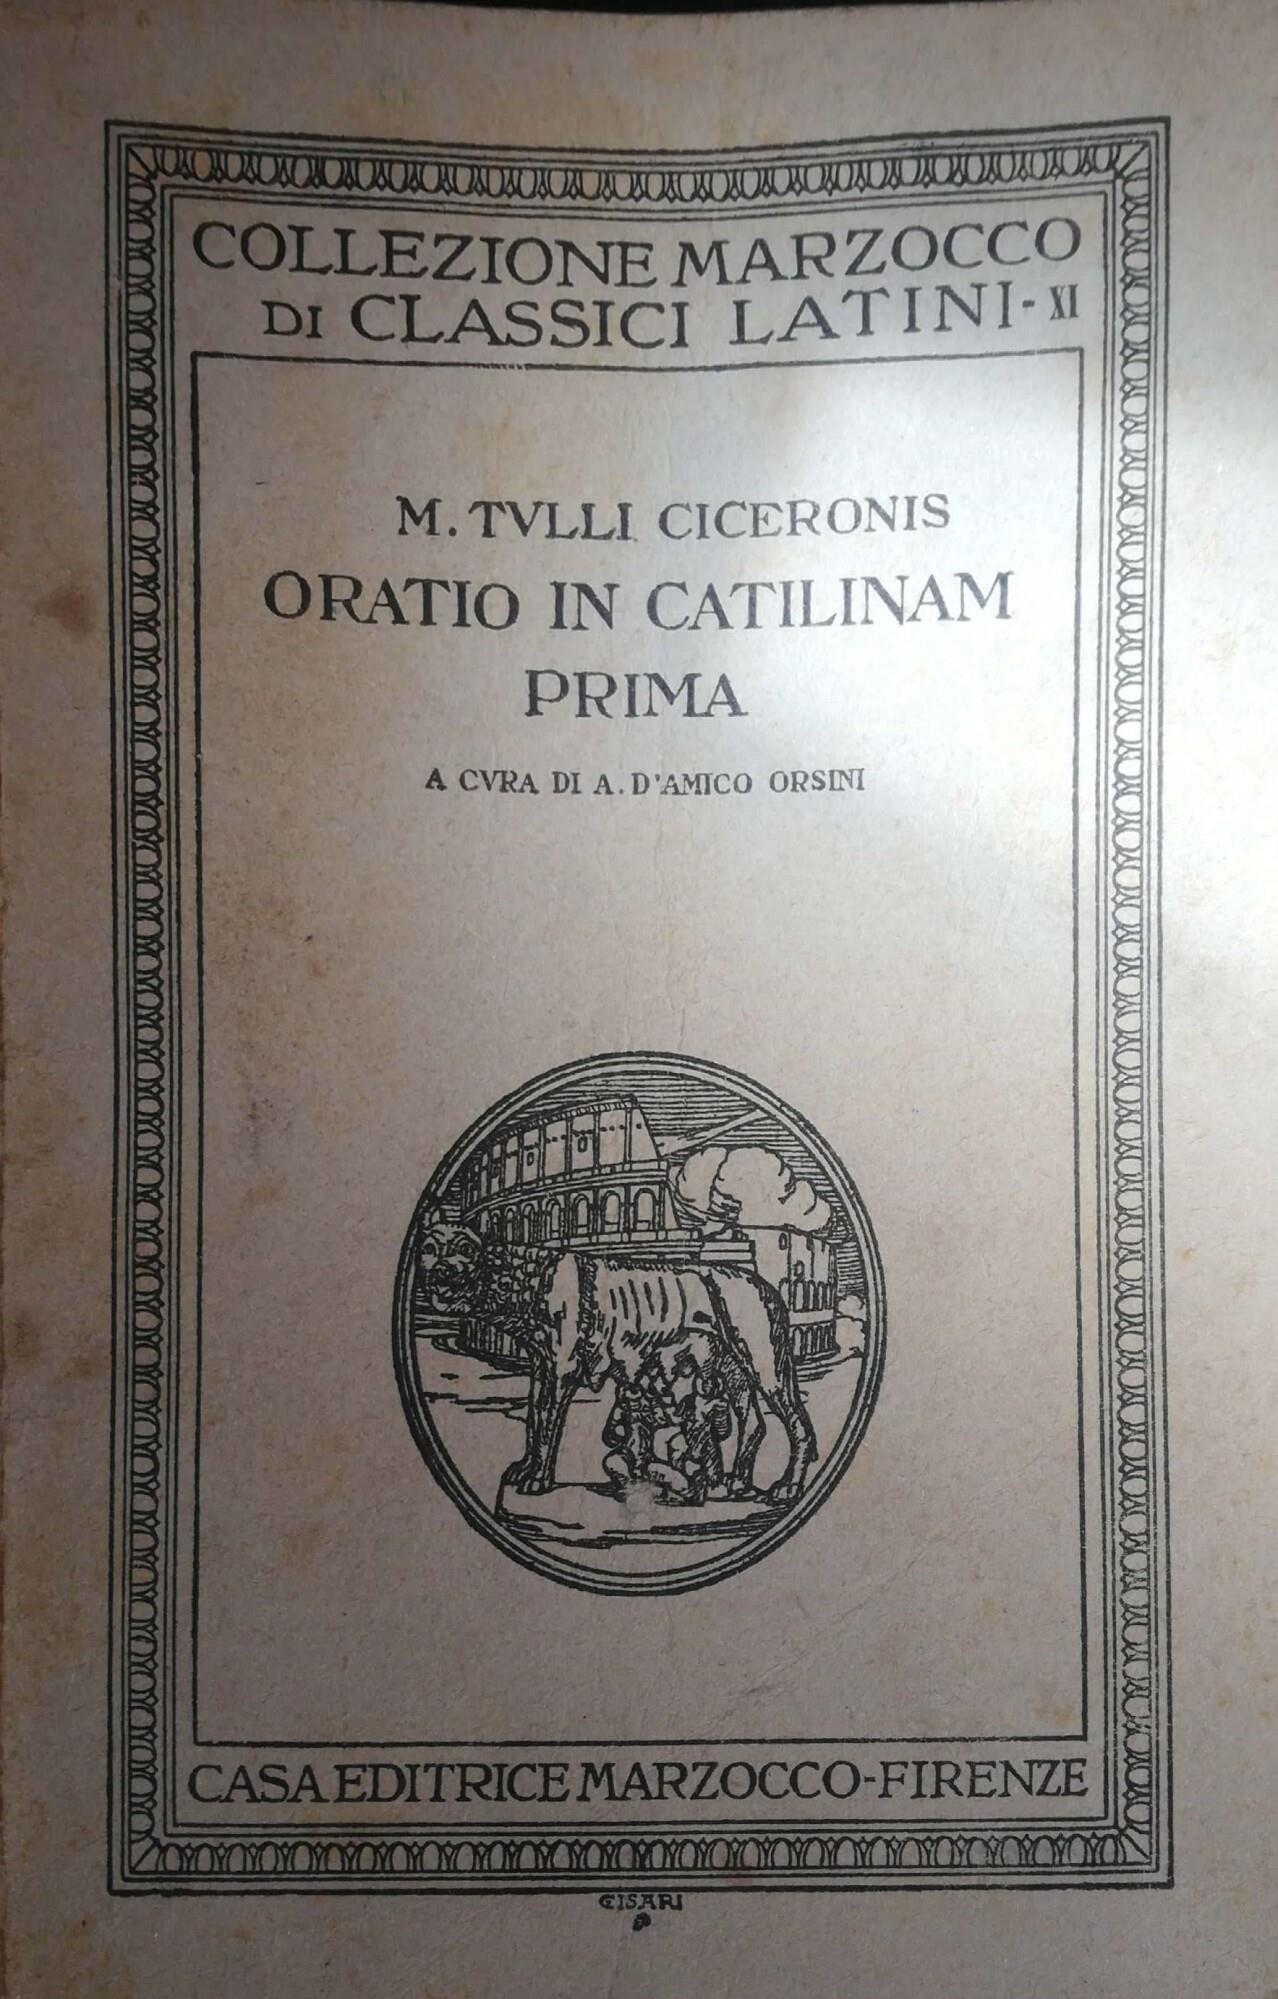 COLLEZIONE MARZOCCO
DI CLASSICI LATINI-XI
M. TVLLI CICERONIS
ORATIO IN CATILINAM
PRIMA
A CVRA DI A. D'AMICO ORSINI
CASA EDITRICE MARZOCCO-FIRENZE
CISARI